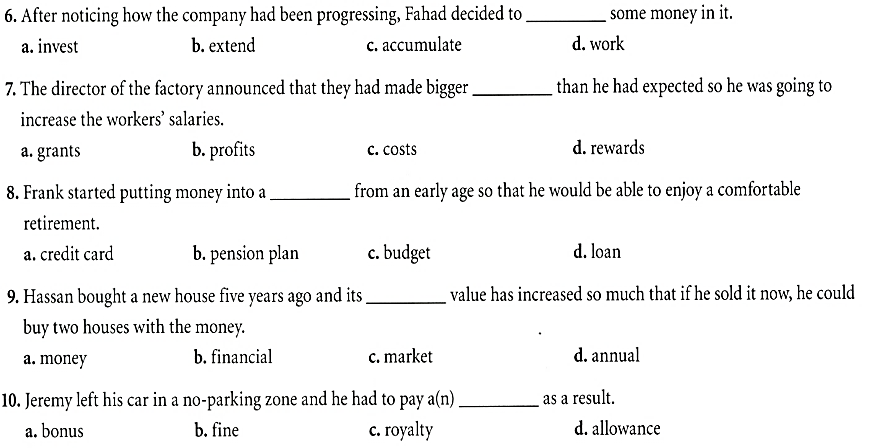 6. After noticing how the company had been progressing, Fahad decided to ________ some money in it.
a. invest b. extend c. accumulate d. work
7. The director of the factory announced that they had made bigger ________ than he had expected so he was going to
increase the workers' salaries.
a. grants b. profits c. costs d. rewards
8. Frank started putting money into a ________ from an early age so that he would be able to enjoy a comfortable
retirement.
a. credit card b. pension plan c. budget d. loan
9. Hassan bought a new house five years ago and its ________ value has increased so much that if he sold it now, he could
buy two houses with the money.
a. money b. financial c. market d. annual
10. Jeremy left his car in a no-parking zone and he had to pay a(n) ________ as a result.
a. bonus b. fine c. royalty d. allowance